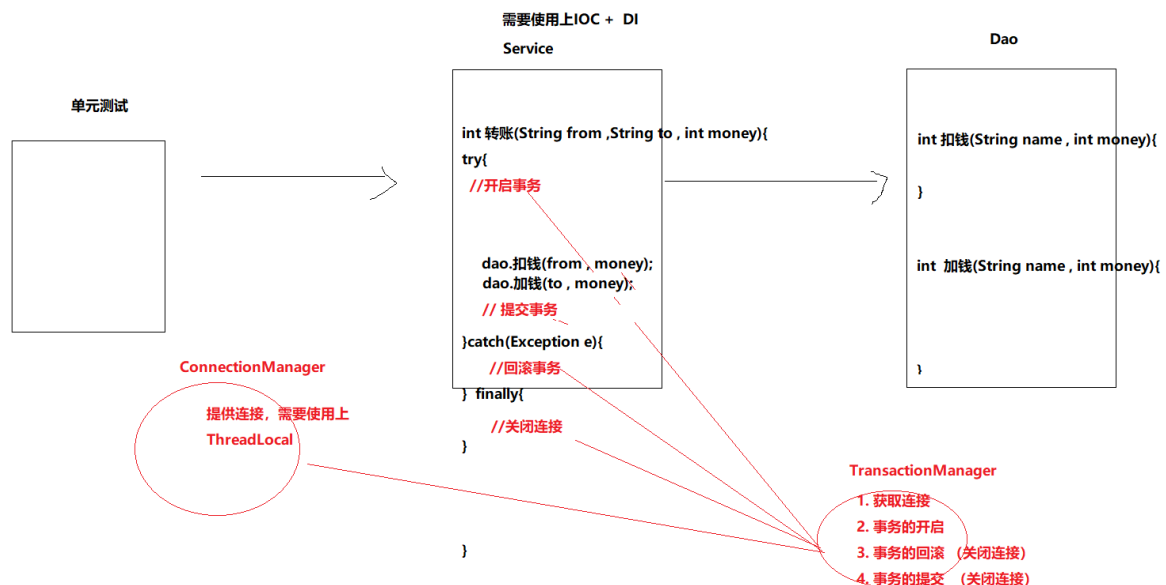 需要使用上IOC + DI
Service
Dao
单元测试
int 转账(String from ,String to , int money){
try{
//开启事务
dao.扣钱(from , money);
dao.加钱(to , money);
// 提交事务
}catch(Exception e){
//回滚事务
} finally{
//关闭连接
}
}
int 扣钱(String name , int money){
}
int 加钱(String name , int money){
}
ConnectionManager
提供连接，需要使用上
ThreadLocal
TransactionManager
1. 获取连接
2. 事务的开启
3. 事务的回滚 （关闭连接）
4. 事务的提交 （关闭连接）